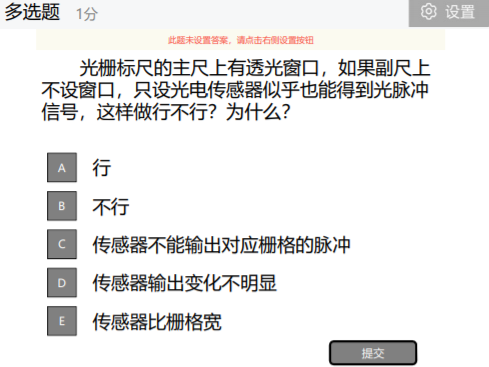 多选题 1分
设置
此题未设置答案，请点击右侧设置按钮
光栅标尺的主尺上有透光窗口，如果副尺上
不设窗口，只设光电传感器似乎也能得到光脉冲
信号，这样做行不行？为什么？
A 行
B 不行
C 传感器不能输出对应栅格的脉冲
D 传感器输出变化不明显
E 传感器比栅格宽
提交